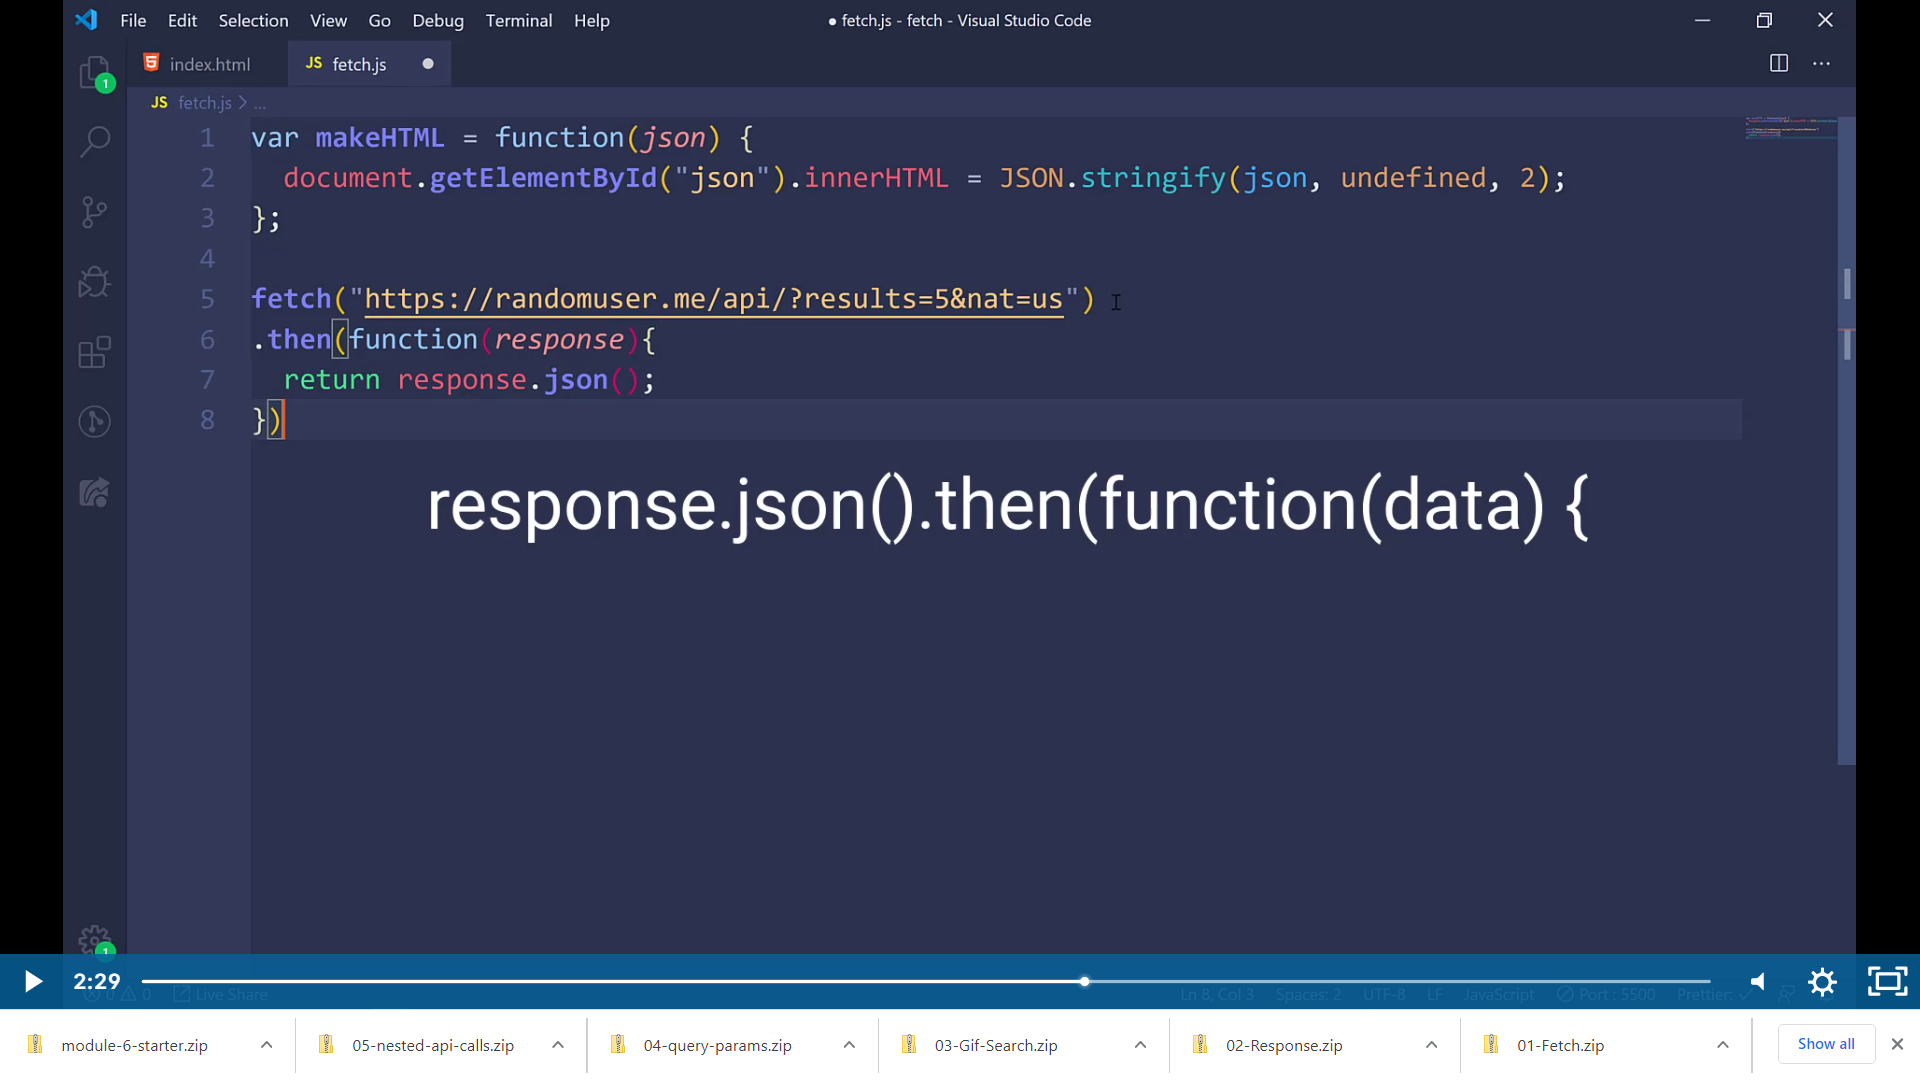 File Edit Selection View Go Debug Terminal Help
● fetch.js - fetch - Visual Studio Code
1
index.html
JS fetch.js
JS fetch.js > ...
1 var makeHTML = function(json) {
2 document.getElementById("json").innerHTML = JSON.stringify(json, undefined, 2);
3 };
4
5 fetch("https://randomuser.me/api/?results=5&nat=us")
6 .then(function(response){
7 return response.json();
8 })
response.json().then(function(data) {
1
2:29
0 0 Live Share Ln 8, Col 3 Spaces: 2 UTF-8 LF JavaScript Port : 5500 Prettier: ✓
module-6-starter.zip 05-nested-api-calls.zip 04-query-params.zip 03-Gif-Search.zip 02-Response.zip 01-Fetch.zip Show all